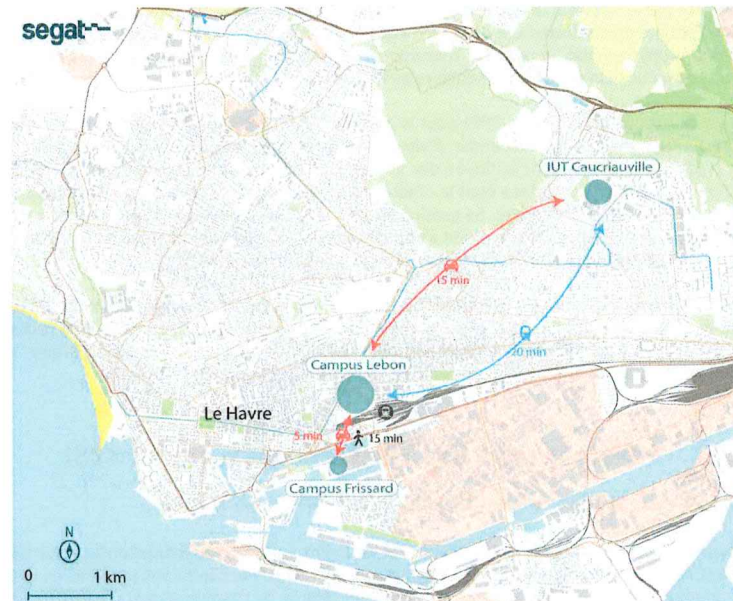 segat
IUT Caucriauville
15 min
20 min
Campus Lebon
Le Havre
5 min
15 min
Campus Frissard
N
0 1 km